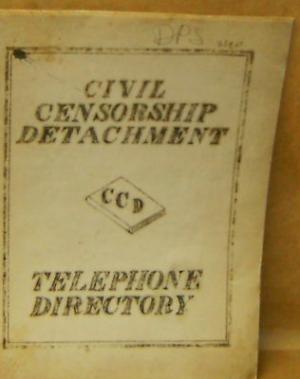 DPS
CIVIL
CENSORSHIP
DETACHMENT
CCD
TELEPHONE
DIRECTORY